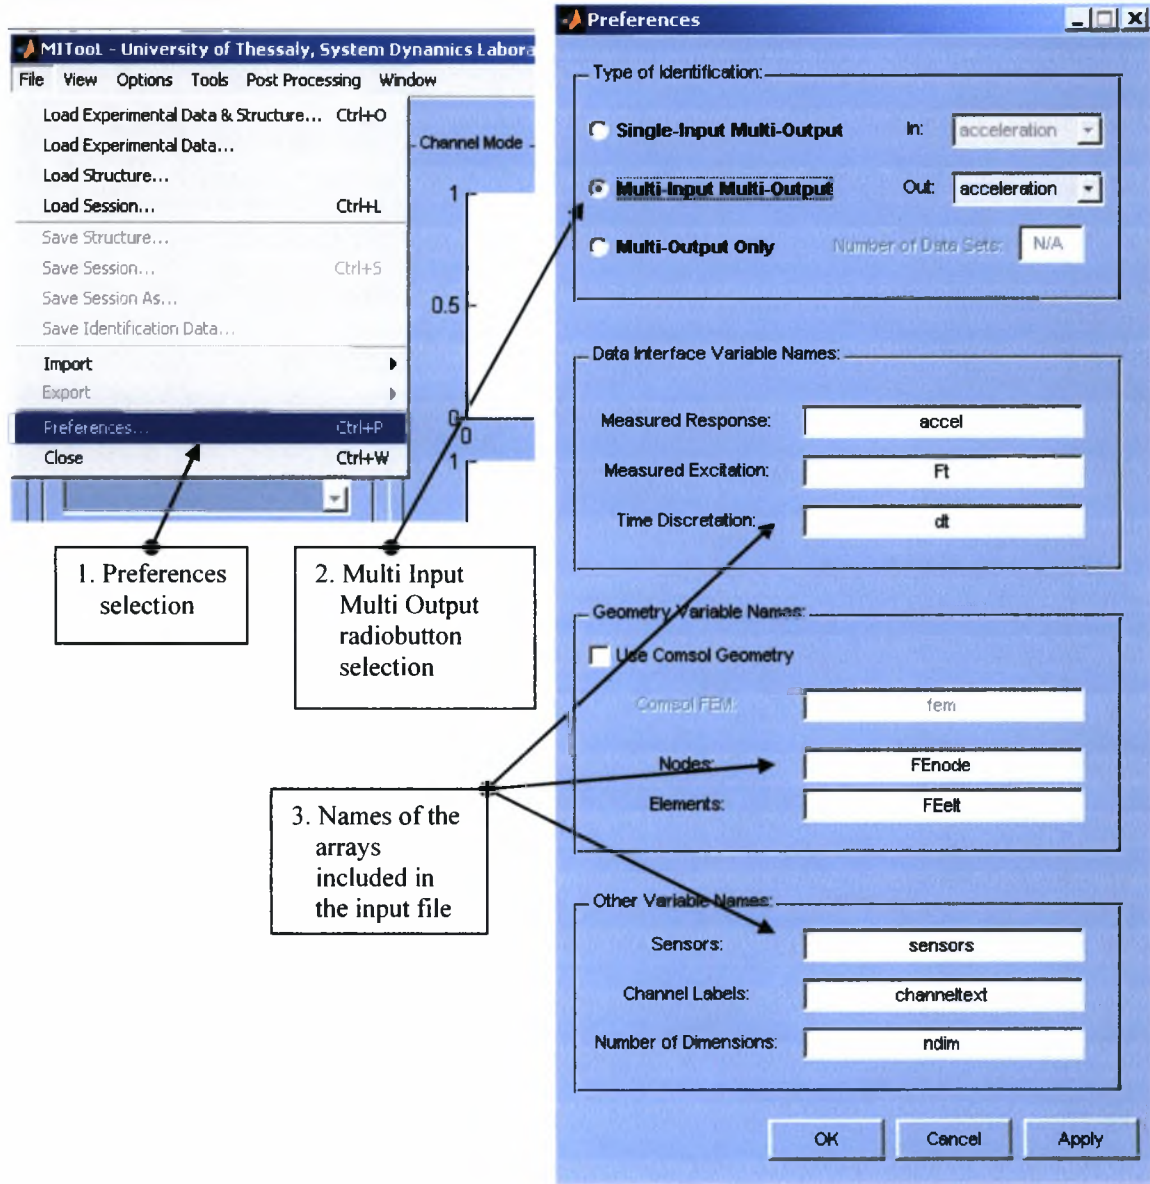 MITooL - University of Thessaly, System Dynamics Labora
File View Options Tools Post Processing Window
Load Experimental Data & Structure... Ctrl+O
Load Experimental Data...
Load Structure...
Load Session... Ctrl+L
Save Structure...
Save Session... Ctrl+S
Save Session As...
Save Identification Data...
Import
Export
Preferences... Ctrl+P
Close Ctrl+W
Channel Mode
1
0.5
0
0
1
1. Preferences
selection
2. Multi Input
Multi Output
radiobutton
selection
3. Names of the
arrays
included in
the input file
Preferences
Type of Identification:
Single-Input Multi-Output In: acceleration
Multi-Input Multi-Output Out: acceleration
Multi-Output Only Number of Data Sets: N/A
Data Interface Variable Names:
Measured Response: accel
Measured Excitation: Ft
Time Discretation: dt
Geometry Variable Names:
Use Comsol Geometry
Comsol FEM: fem
Nodes: FEnode
Elements: FEelt
Other Variable Names:
Sensors: sensors
Channel Labels: channeltext
Number of Dimensions: ndim
OK Cancel Apply